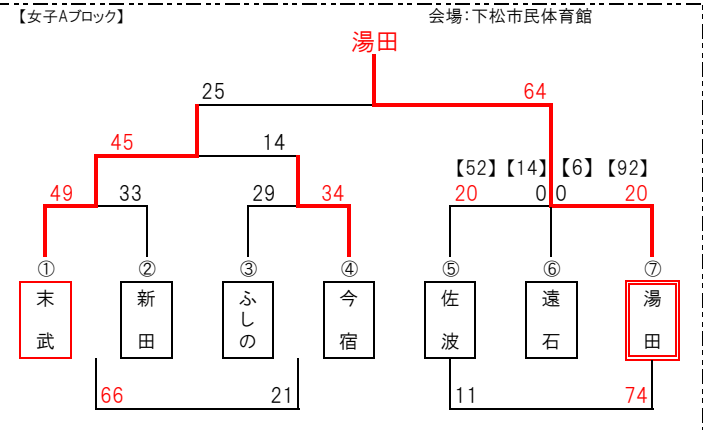 【女子Aブロック】 会場：下松市民体育館
湯田
25 64
45 14
【52】【14】【6】【92】
49 33 29 34 20 0 0 20
① ② ③ ④ ⑤ ⑥ ⑦
末武 新田 ふしの 今宿 佐波 遠石 湯田
66 21 11 74